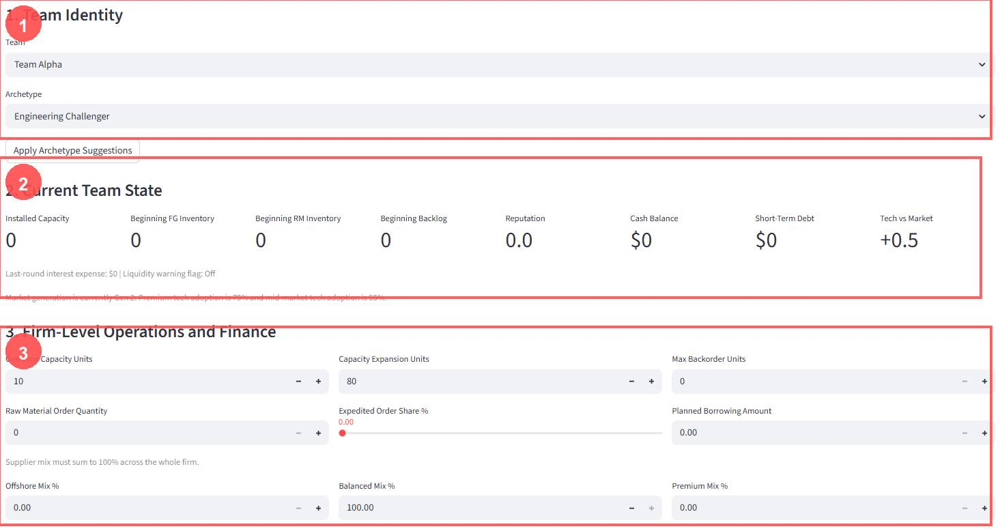 1. Team Identity
1
Team
Team Alpha
Archetype
Engineering Challenger
Apply Archetype Suggestions
2. Current Team State
2
Installed Capacity Beginning FG Inventory Beginning RM Inventory Beginning Backlog Reputation Cash Balance Short-Term Debt Tech vs Market
0 0 0 0 0.0 $0 $0 +0.5
Last-round interest expense: $0 | Liquidity warning flag: Off
Market generation is currently Gen 2. Premium tech adoption is 75% and mid-market tech adoption is 55%.
3. Firm-Level Operations and Finance
3
Overtime Capacity Units Capacity Expansion Units Max Backorder Units
10 − + 80 − + 0 − +
Raw Material Order Quantity Expedited Order Share % Planned Borrowing Amount
0.00
0 − + 0.00 − +
Supplier mix must sum to 100% across the whole firm.
Offshore Mix % Balanced Mix % Premium Mix %
0.00 − + 100.00 − + 0.00 − +